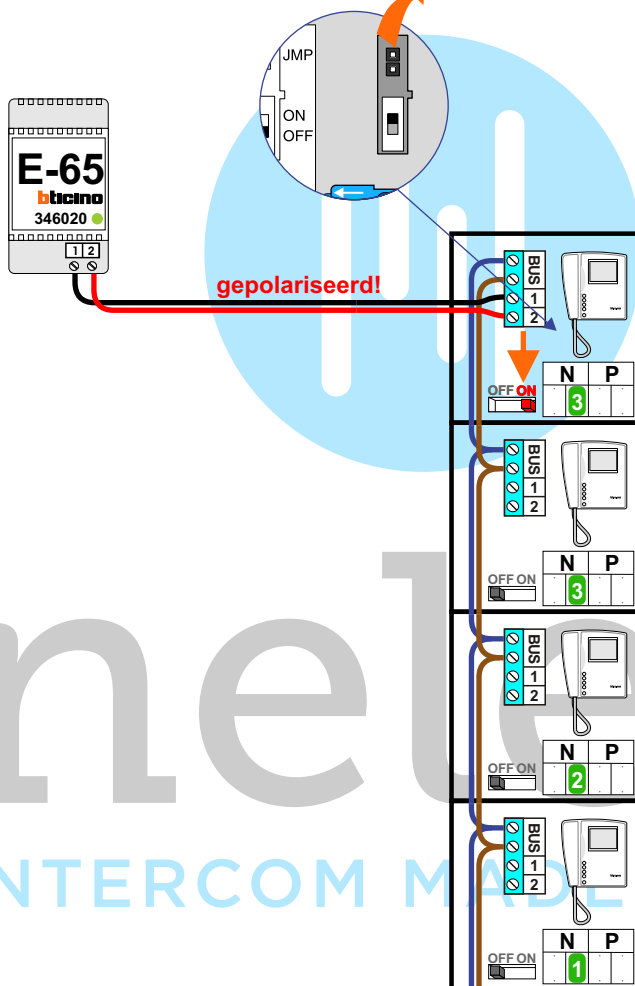 JMP
ON
OFF
E-65
bticino
346020
1 2
gepolariseerd!
BUS
1
2
OFF ON
N P
3
BUS
1
2
OFF ON
N P
3
BUS
1
2
OFF ON
N P
2
BUS
1
2
OFF ON
N P
1
nele
NTERCOM MADE